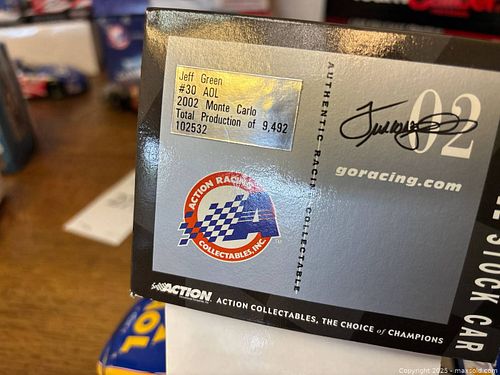 Jeff Green
#30 AOL
2002 Monte Carlo
Total Production of 9,492
102532
AUTHENTIC RACING COLLECTABLE
02
goracing.com
ACTION RACING
COLLECTABLES, INC.
STOCK CAR
ACTION
ACTION COLLECTABLES, THE CHOICE of CHAMPIONS
AOL
Copyright 2025 - maxsold.com